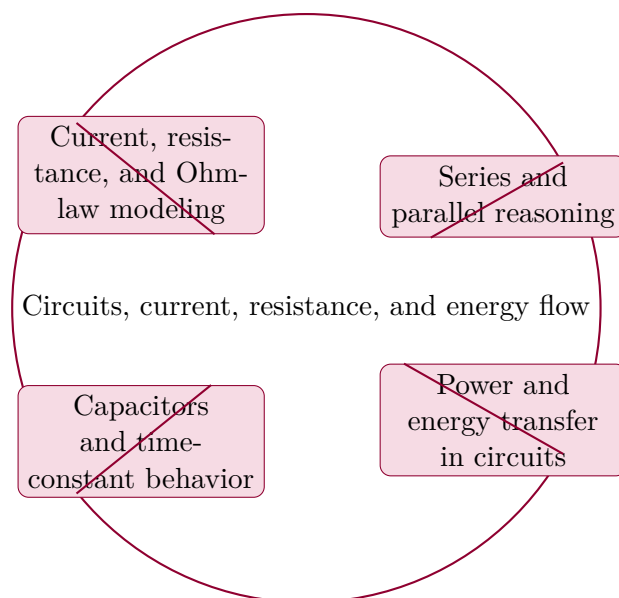 Current, resis-
tance, and Ohm-
law modeling
Series and
parallel reasoning
Circuits, current, resistance, and energy flow
Capacitors
and time-
constant behavior
Power and
energy transfer
in circuits